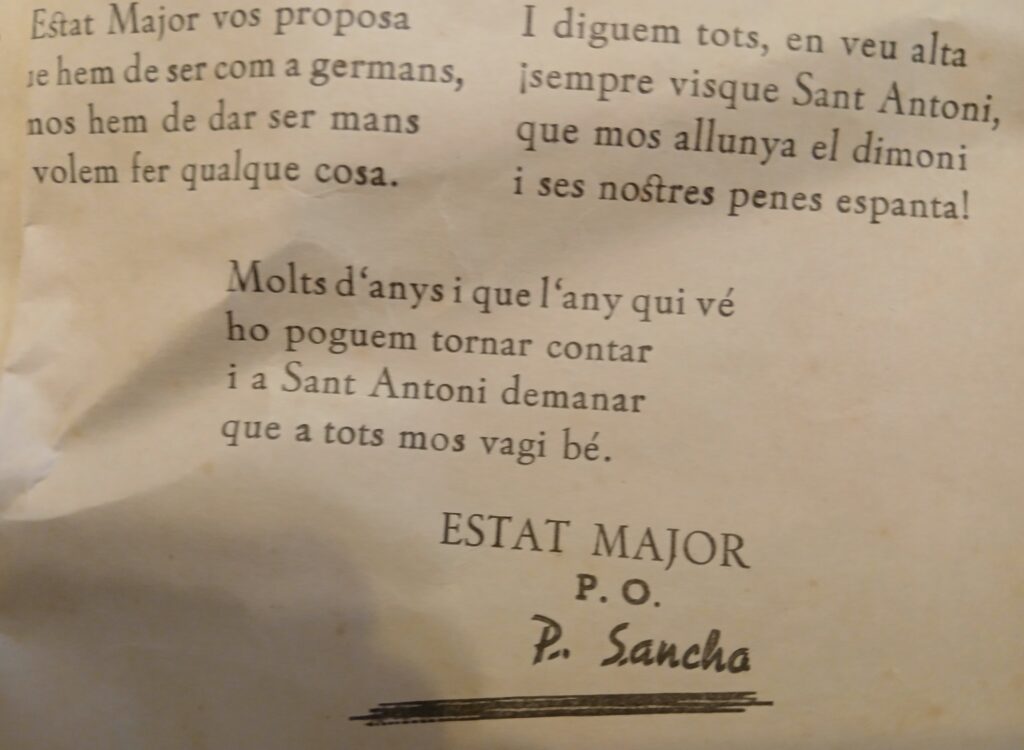 Estat Major vos proposa
hem de ser com a germans,
nos hem de dar ser mans
volem fer qualque cosa.
I diguem tots, en veu alta
¡sempre visque Sant Antoni,
que mos allunya el dimoni
i ses nostres penes espanta!
Molts d‘anys i que l‘any qui vé
ho poguem tornar contar
i a Sant Antoni demanar
que a tots mos vagi bé.
ESTAT MAJOR
P. O.
P. Sancho